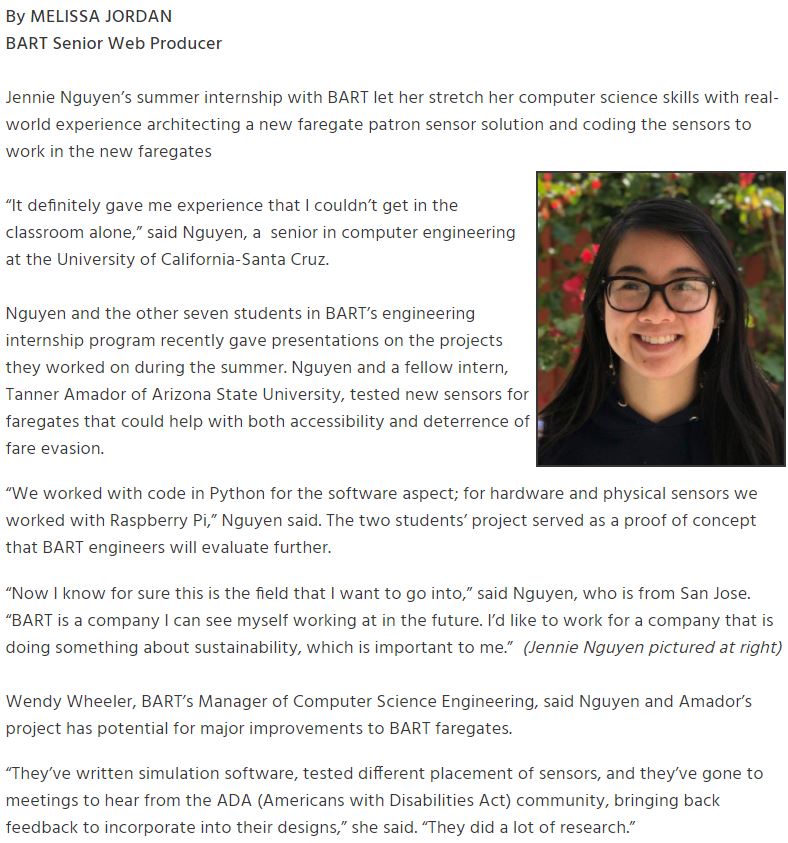 By MELISSA JORDAN
BART Senior Web Producer
Jennie Nguyen’s summer internship with BART let her stretch her computer science skills with real-
world experience architecting a new faregate patron sensor solution and coding the sensors to
work in the new faregates
“It definitely gave me experience that I couldn’t get in the
classroom alone,” said Nguyen, a  senior in computer engineering
at the University of California-Santa Cruz.
Nguyen and the other seven students in BART’s engineering
internship program recently gave presentations on the projects
they worked on during the summer. Nguyen and a fellow intern,
Tanner Amador of Arizona State University, tested new sensors for
faregates that could help with both accessibility and deterrence of
fare evasion.
“We worked with code in Python for the software aspect; for hardware and physical sensors we
worked with Raspberry Pi,” Nguyen said. The two students’ project served as a proof of concept
that BART engineers will evaluate further.
“Now I know for sure this is the field that I want to go into,” said Nguyen, who is from San Jose.
“BART is a company I can see myself working at in the future. I’d like to work for a company that is
doing something about sustainability, which is important to me.”  (Jennie Nguyen pictured at right)
Wendy Wheeler, BART’s Manager of Computer Science Engineering, said Nguyen and Amador’s
project has potential for major improvements to BART faregates.
“They’ve written simulation software, tested different placement of sensors, and they’ve gone to
meetings to hear from the ADA (Americans with Disabilities Act) community, bringing back
feedback to incorporate into their designs,” she said. “They did a lot of research.”